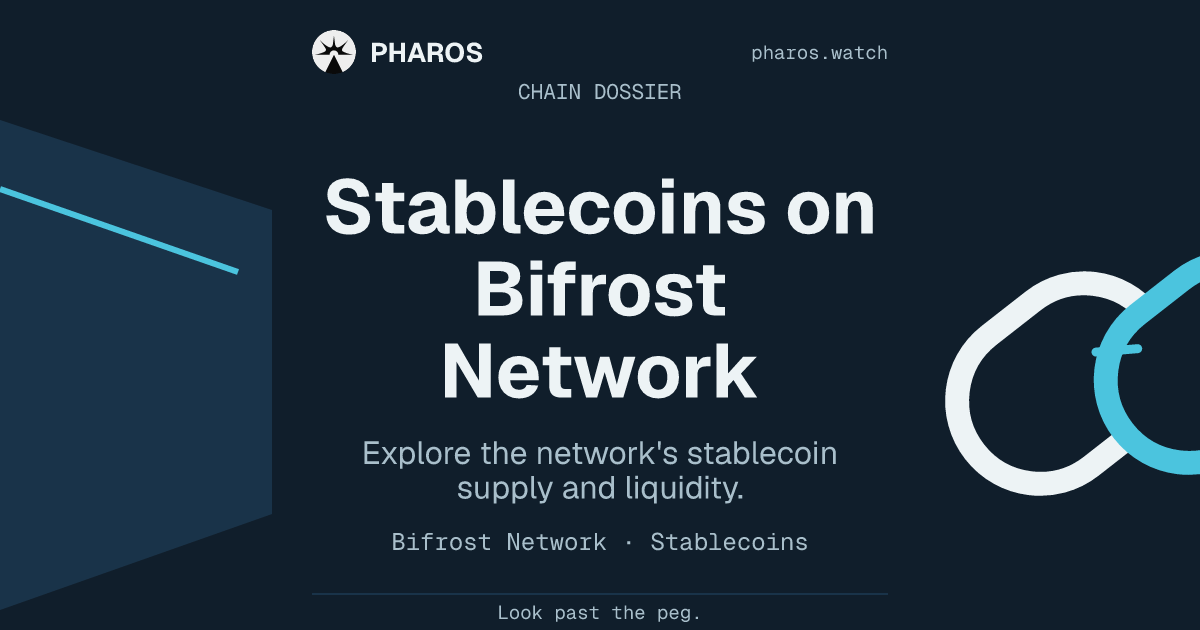 PHAROS
pharos.watch
CHAIN DOSSIER
Stablecoins on
Bifrost
Network
Explore the network's stablecoin
supply and liquidity.
Bifrost Network · Stablecoins
Look past the peg.